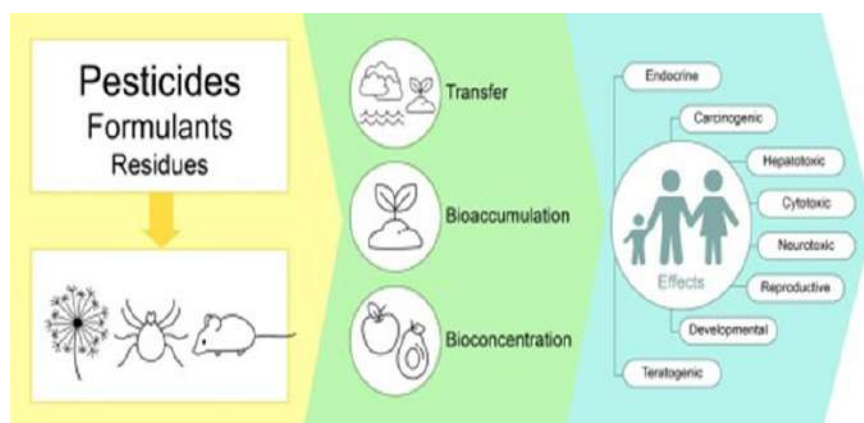 Pesticides
Formulants
Residues
Transfer
Bioaccumulation
Bioconcentration
Endocrine
Carcinogenic
Hepatotoxic
Cytotoxic
Neurotoxic
Reproductive
Developmental
Teratogenic
Effects